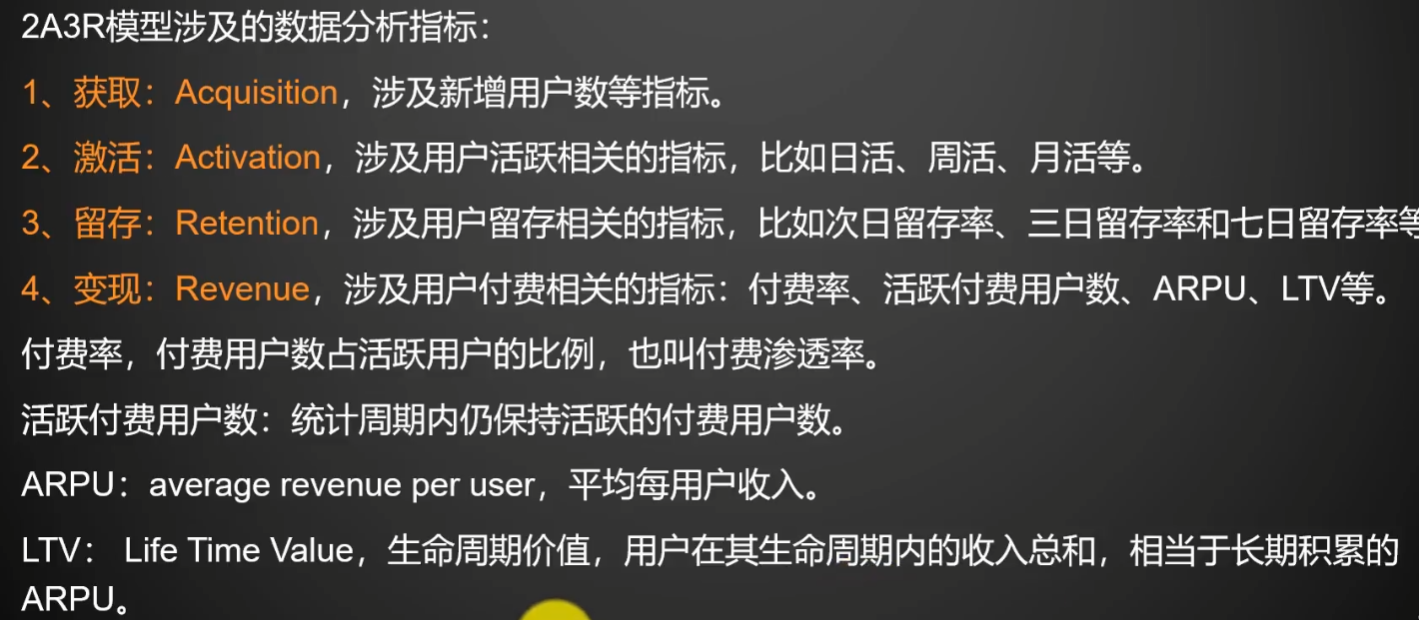 2A3R模型涉及的数据分析指标：
1、获取：Acquisition，涉及新增用户数等指标。
2、激活：Activation，涉及用户活跃相关的指标，比如日活、周活、月活等。
3、留存：Retention，涉及用户留存相关的指标，比如次日留存率、三日留存率和七日留存率等
4、变现：Revenue，涉及用户付费相关的指标：付费率、活跃付费用户数、ARPU、LTV等。
付费率，付费用户数占活跃用户的比例，也叫付费渗透率。
活跃付费用户数：统计周期内仍保持活跃的付费用户数。
ARPU：average revenue per user，平均每用户收入。
LTV： Life Time Value，生命周期价值，用户在其生命周期内的收入总和，相当于长期积累的
ARPU。